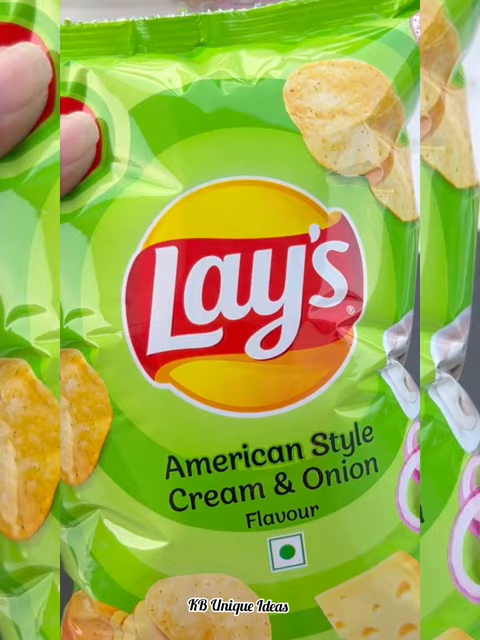 Lay's
®
American Style
Cream & Onion
Flavour
KB Unique Ideas